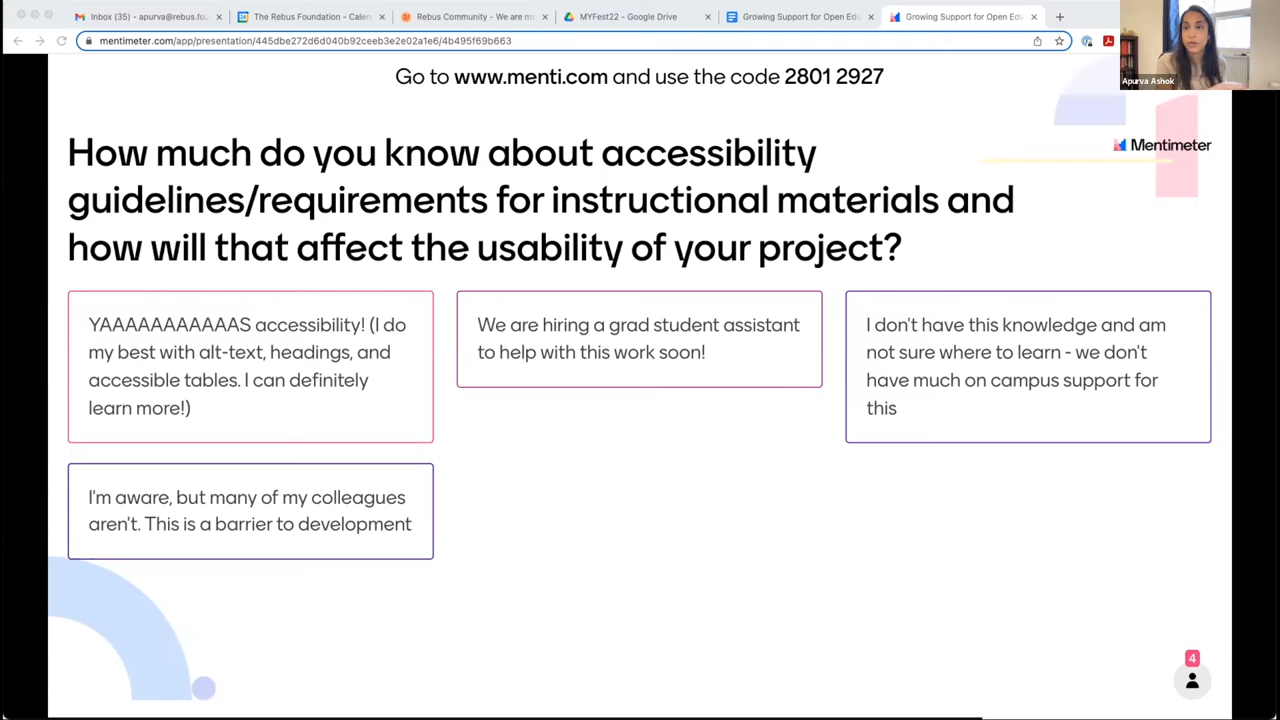 Inbox (35) - apurva@rebus.fou
The Rebus Foundation - Calen
Rebus Community - We are m
MYFest22 - Google Drive
Growing Support for Open Edu
Growing Support for Open Edu
mentimeter.com/app/presentation/445dbe272d6d040b92ceeb3e2e02a1e6/4b495f69b663
Apurva Ashok
Go to www.menti.com and use the code 2801 2927
Mentimeter
How much do you know about accessibility
guidelines/requirements for instructional materials and
how will that affect the usability of your project?
YAAAAAAAAAAAS accessibility! (I do
my best with alt-text, headings, and
accessible tables. I can definitely
learn more!)
We are hiring a grad student assistant
to help with this work soon!
I don't have this knowledge and am
not sure where to learn - we don't
have much on campus support for
this
I'm aware, but many of my colleagues
aren't. This is a barrier to development
4